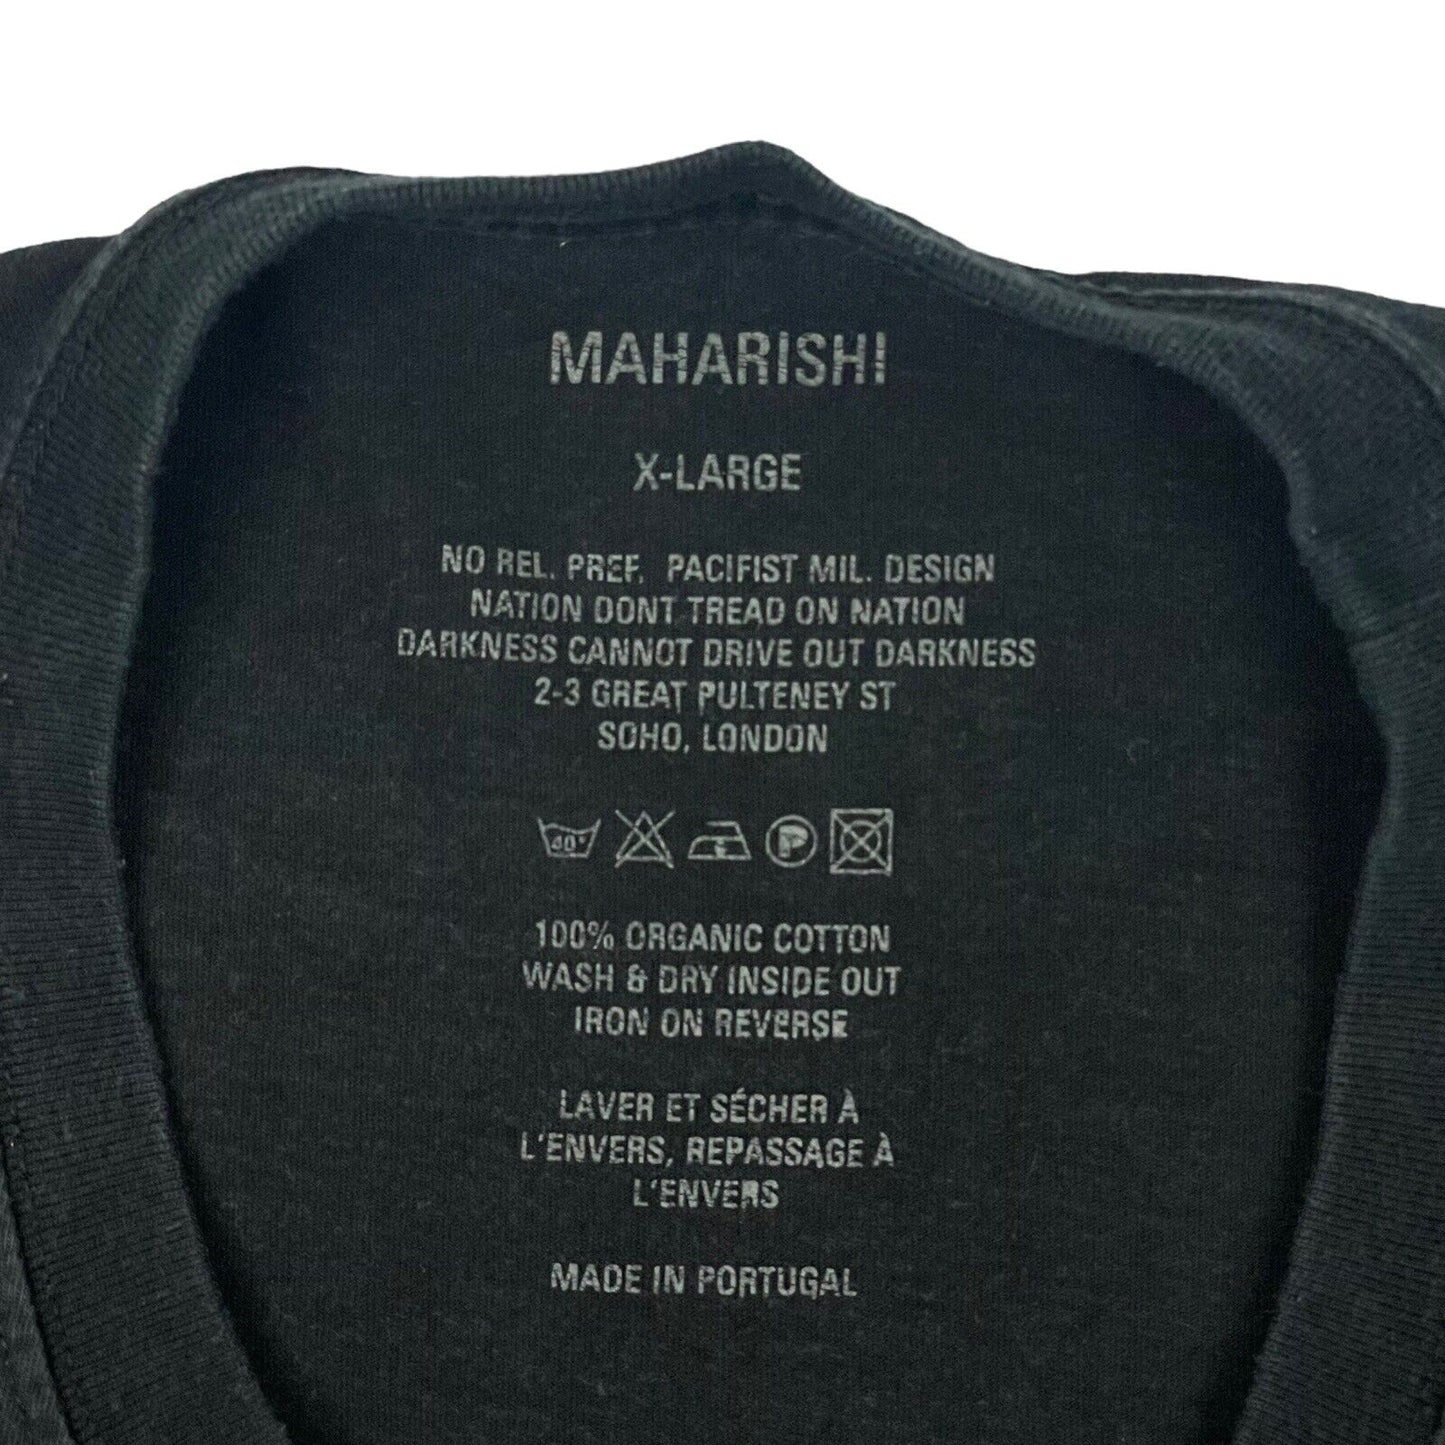 MAHARISHI
X-LARGE
NO REL. PREF. PACIFIST MIL. DESIGN
NATION DONT TREAD ON NATION
DARKNESS CANNOT DRIVE OUT DARKNESS
2-3 GREAT PULTENEY ST
SOHO, LONDON
30° P
100% ORGANIC COTTON
WASH & DRY INSIDE OUT
IRON ON REVERSE
LAVER ET SÉCHER À
L'ENVERS, REPASSAGE À
L'ENVERS
MADE IN PORTUGAL